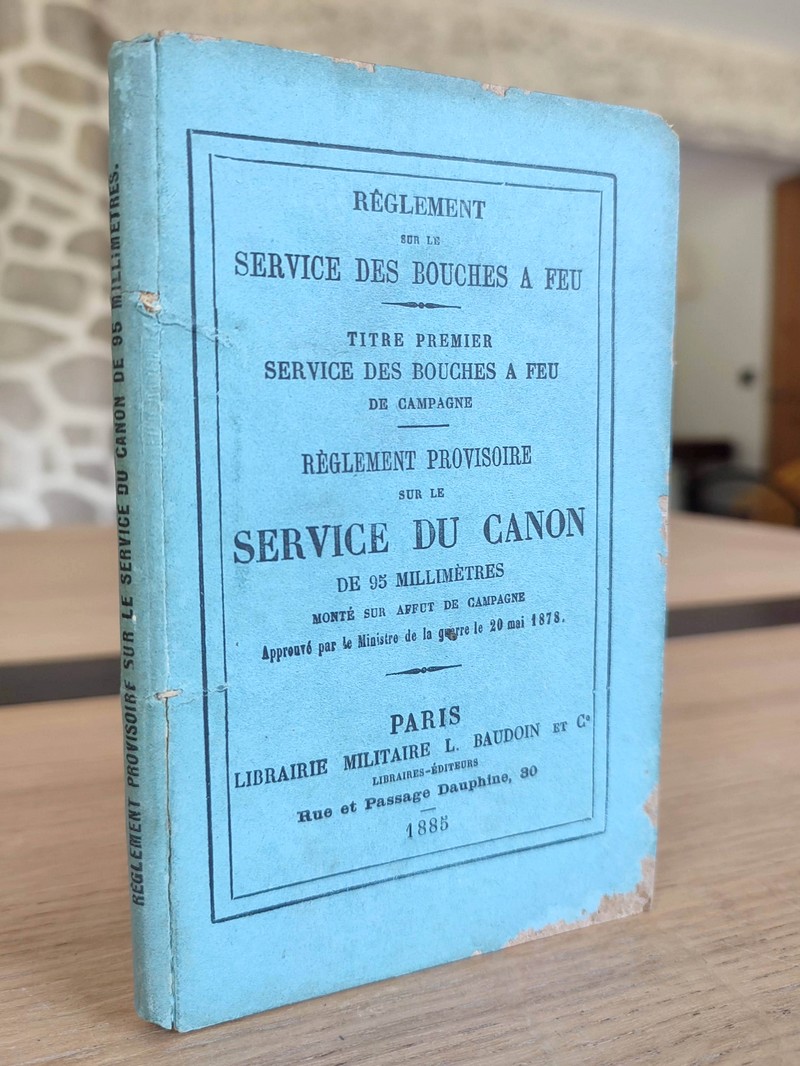 RÈGLEMENT PROVISOIRE SUR LE SERVICE DU CANON DE 95 MILLIMETRES.
RÈGLEMENT
SUR LE
SERVICE DES BOUCHES A FEU
TITRE PREMIER
SERVICE DES BOUCHES A FEU
DE CAMPAGNE
RÈGLEMENT PROVISOIRE
SUR LE
SERVICE DU CANON
DE 95 MILLIMÈTRES
MONTÉ SUR AFFUT DE CAMPAGNE
Approuvé par le Ministre de la guerre le 20 mai 1878.
PARIS
LIBRAIRIE MILITAIRE L. BAUDOIN ET Ce
LIBRAIRES-ÉDITEURS
Rue et Passage Dauphine, 30
1885